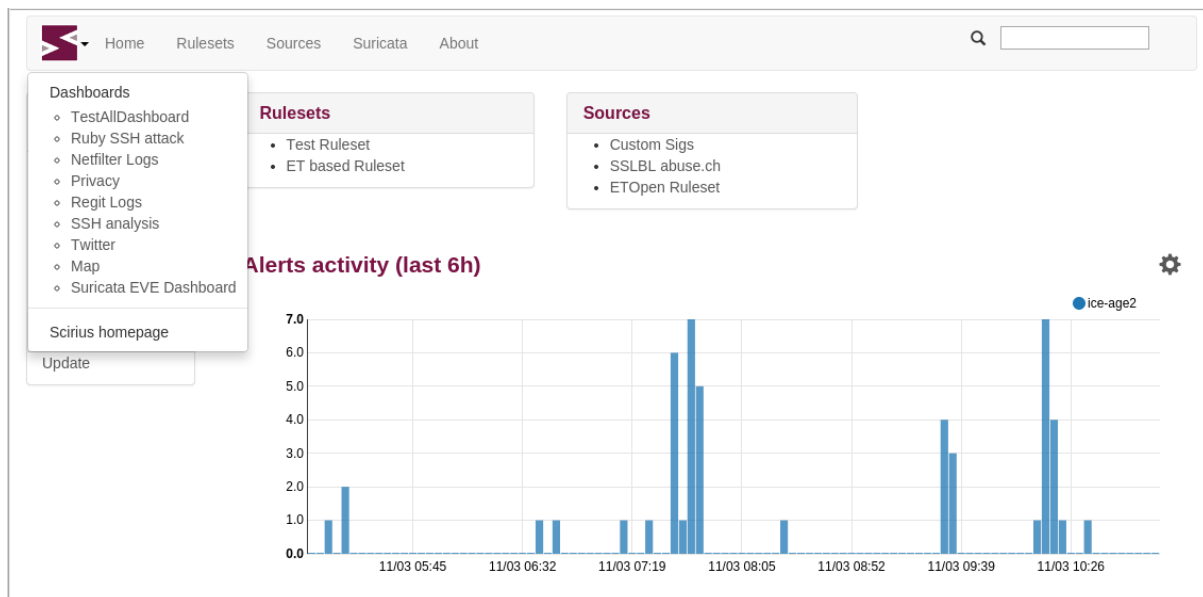 Home Rulesets Sources Suricata About
Dashboards
TestAllDashboard
Ruby SSH attack
Netfilter Logs
Privacy
Regit Logs
SSH analysis
Twitter
Map
Suricata EVE Dashboard
Scirius homepage
Update
Rulesets
Test Ruleset
ET based Ruleset
Sources
Custom Sigs
SSLBL abuse.ch
ETOpen Ruleset
Alerts activity (last 6h)
ice-age2
7.0
6.0
5.0
4.0
3.0
2.0
1.0
0.0
11/03 05:45 11/03 06:32 11/03 07:19 11/03 08:05 11/03 08:52 11/03 09:39 11/03 10:26